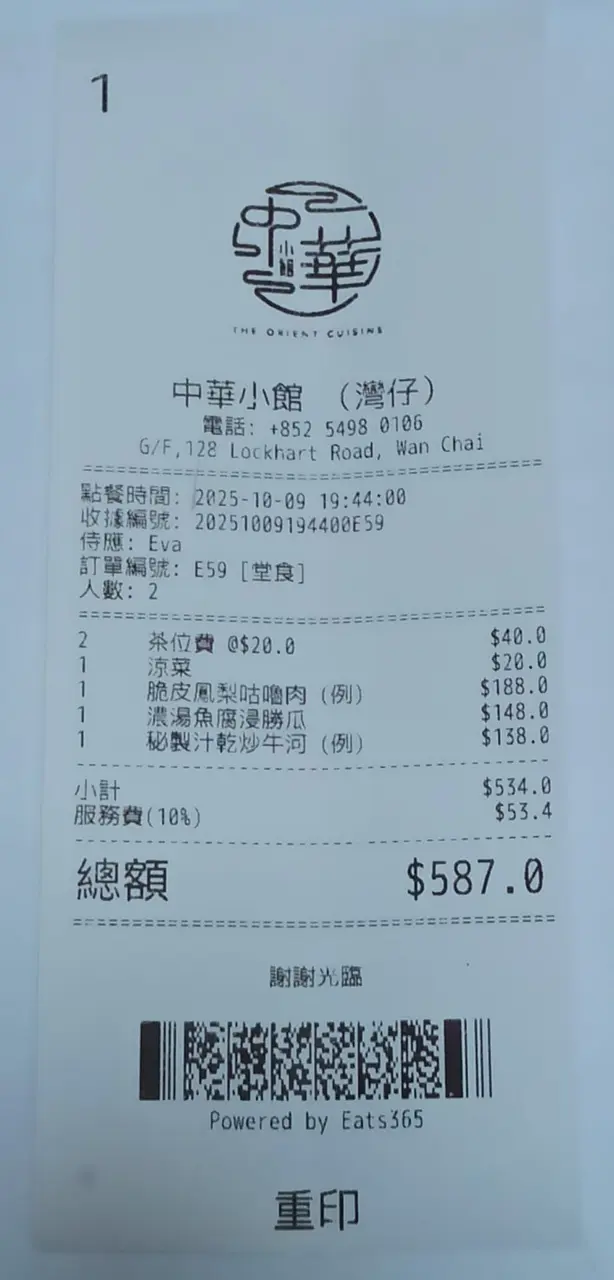 1
中華
小館
THE ORIENT CUISINE
中華小館 （灣仔）
電話: +852 5498 0106
G/F,128 Lockhart Road, Wan Chai
點餐時間: 2025-10-09 19:44:00
收據編號: 20251009194400E59
侍應: Eva
訂單編號: E59 [堂食]
人數: 2
2 茶位費 @$20.0 $40.0
1 涼菜 $20.0
1 脆皮鳳梨咕嚕肉 (例) $188.0
1 濃湯魚腐浸勝瓜 $148.0
1 秘製汁乾炒牛河 (例) $138.0
小計 $534.0
服務費(10%) $53.4
總額 $587.0
謝謝光臨
Powered by Eats365
重印